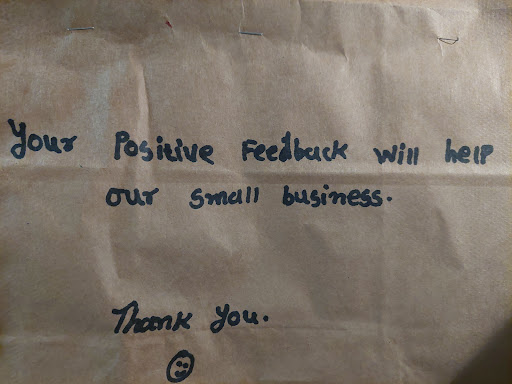 Your Positive Feedback will help
our small business.
Thank you.